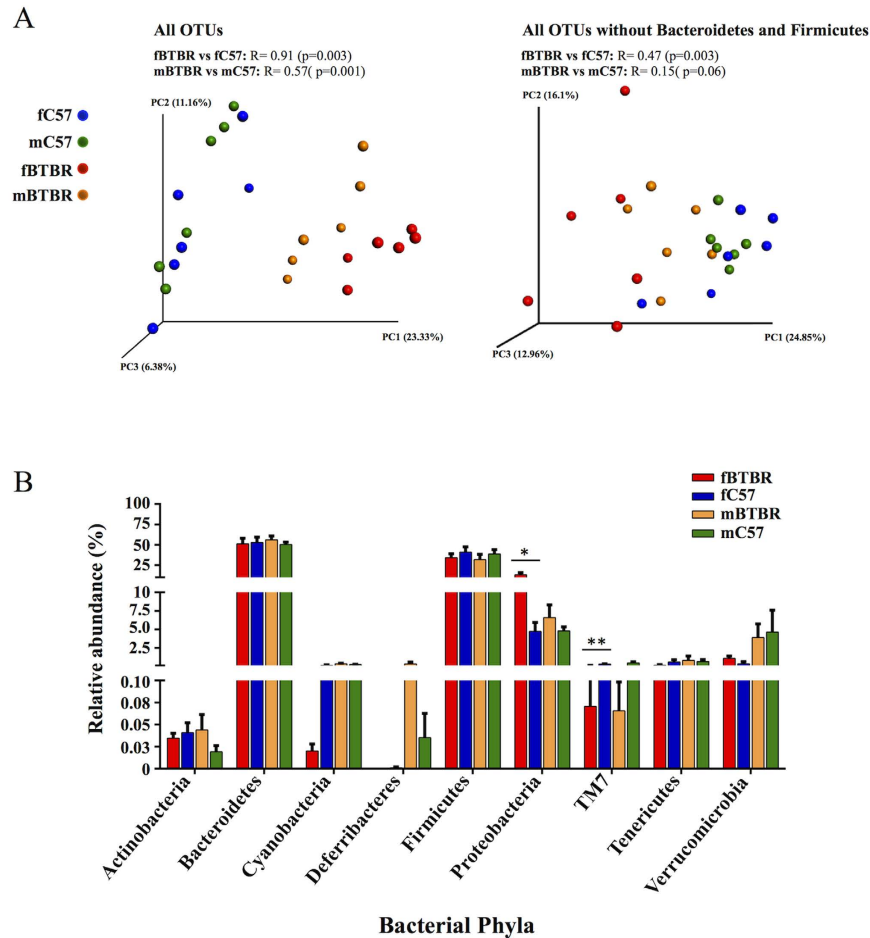 A
All OTUs
fBTBR vs fC57: R= 0.91 (p=0.003)
mBTBR vs mC57: R= 0.57( p=0.001)
All OTUs without Bacteroidetes and Firmicutes
fBTBR vs fC57: R= 0.47 (p=0.003)
mBTBR vs mC57: R= 0.15(p=0.06)
fC57
mC57
fBTBR
mBTBR
PC2 (11.16%)
PC1 (23.33%)
PC3 (6.38%)
PC2 (16.1%)
PC1 (24.85%)
PC3 (12.96%)
B
fBTBR
fC57
mBTBR
mC57
Relative abundance (%)
100
75
50
25
10
7.5
5.0
2.5
0.10
0.08
0.05
0.03
0
*
**
Actinobacteria
Bacteroidetes
Cyanobacteria
Deferribacteres
Firmicutes
Proteobacteria
TM7
Tenericutes
Verrucomicrobia
Bacterial Phyla